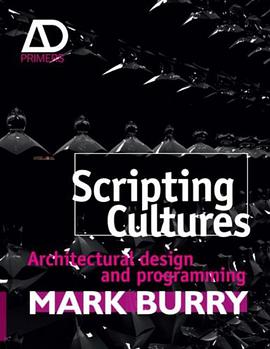 AD
PRIMERS
Scripting
Cultures
Architectural design
and programming
MARK BURRY